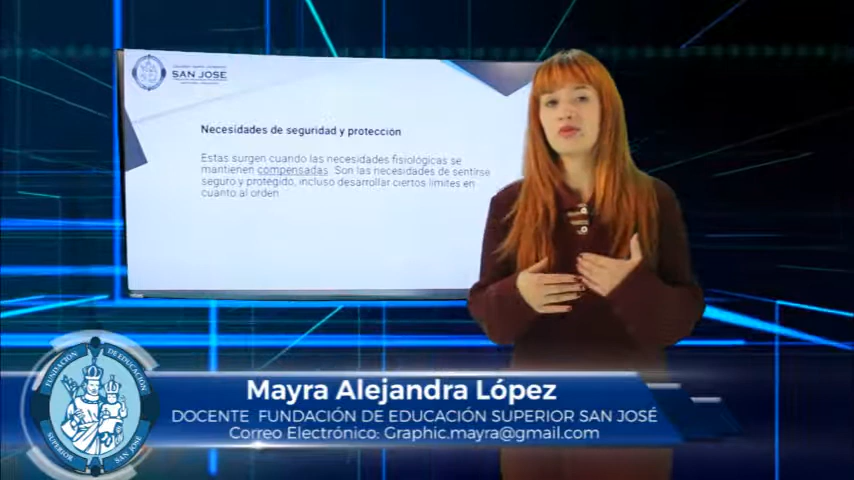 SAN JOSE
Necesidades de seguridad y protección
Estas surgen cuando las necesidades fisiológicas se
mantienen compensadas. Son las necesidades de sentirse
seguro y protegido, incluso desarrollar ciertos límites en
cuanto al orden
Mayra Alejandra López
DOCENTE FUNDACIÓN DE EDUCACIÓN SUPERIOR SAN JOSÉ
Correo Electrónico: Graphic.mayra@gmail.com
FUNDACIÓN DE EDUCACIÓN
SUPERIOR SAN JOSÉ